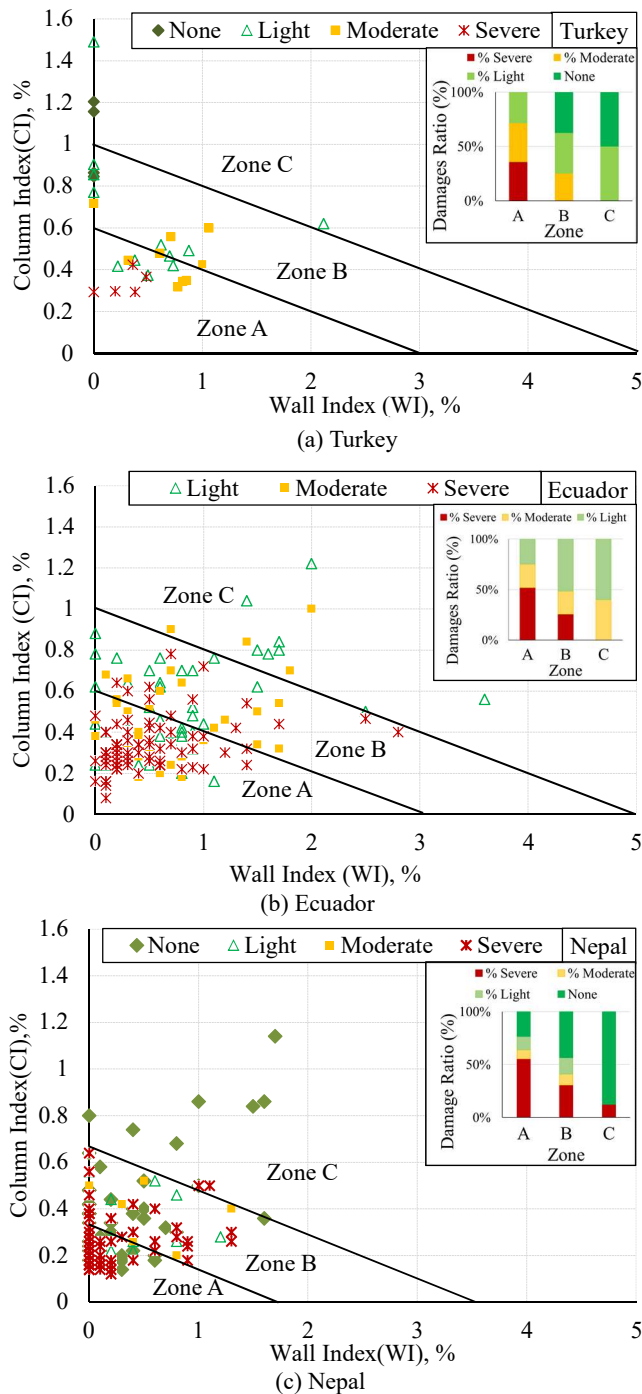 None Light Moderate Severe Turkey
% Severe % Moderate
% Light None
100%
50%
0%
Damages Ratio (%)
A B C
Zone
1.6
1.4
1.2
1
0.8
0.6
0.4
0.2
0
Column Index(CI), %
Zone C
Zone B
Zone A
0 1 2 3 4 5
Wall Index (WI), %
(a) Turkey
Light Moderate Severe Ecuador
% Severe % Moderate % Light
100%
50%
0%
Damages Ratio (%)
A B C
Zone
1.6
1.4
1.2
1
0.8
0.6
0.4
0.2
0
Column Index (CI), %
Zone C
Zone B
Zone A
0 1 2 3 4 5
Wall Index (WI), %
(b) Ecuador
None Light Moderate Severe Nepal
% Severe % Moderate
% Light None
100%
50%
0%
Damage Ratio (%)
A B C
Zone
1.6
1.4
1.2
1
0.8
0.6
0.4
0.2
0
Column Index(CI),%
Zone C
Zone B
Zone A
0 1 2 3 4 5
Wall Index(WI), %
(c) Nepal